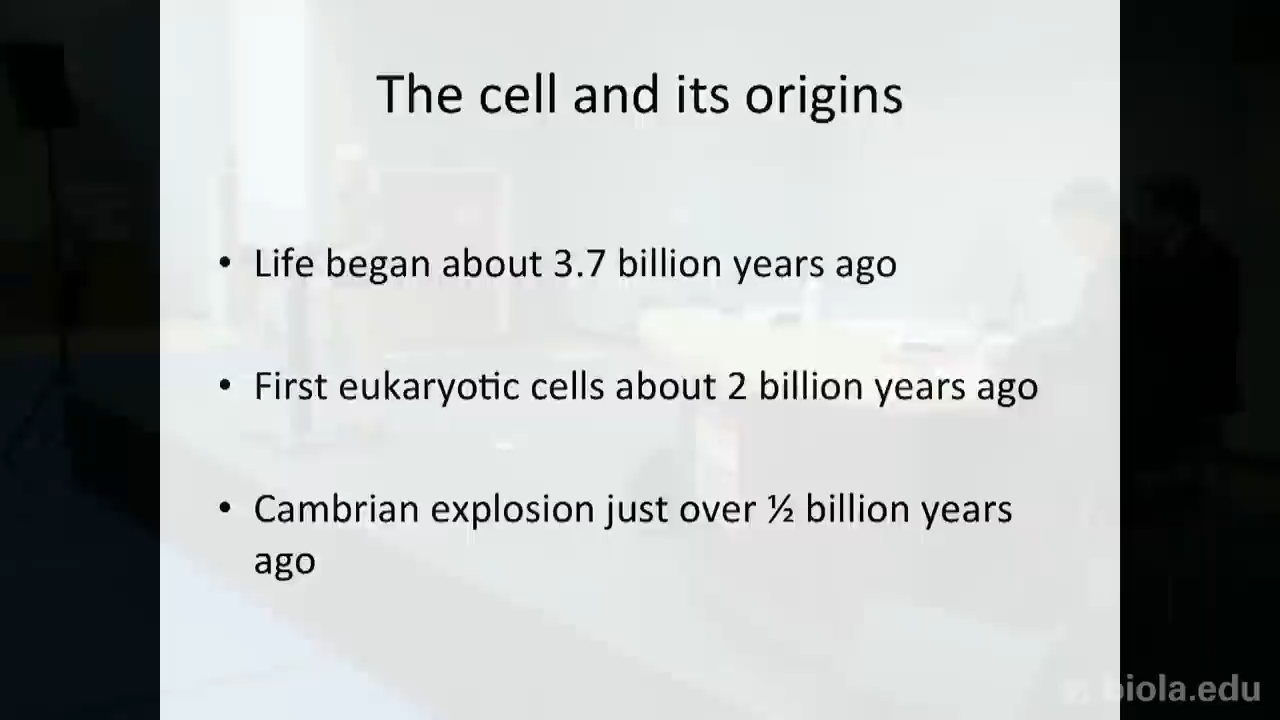 The cell and its origins
• Life began about 3.7 billion years ago
• First eukaryotic cells about 2 billion years ago
• Cambrian explosion just over ½ billion years
ago
biola.edu